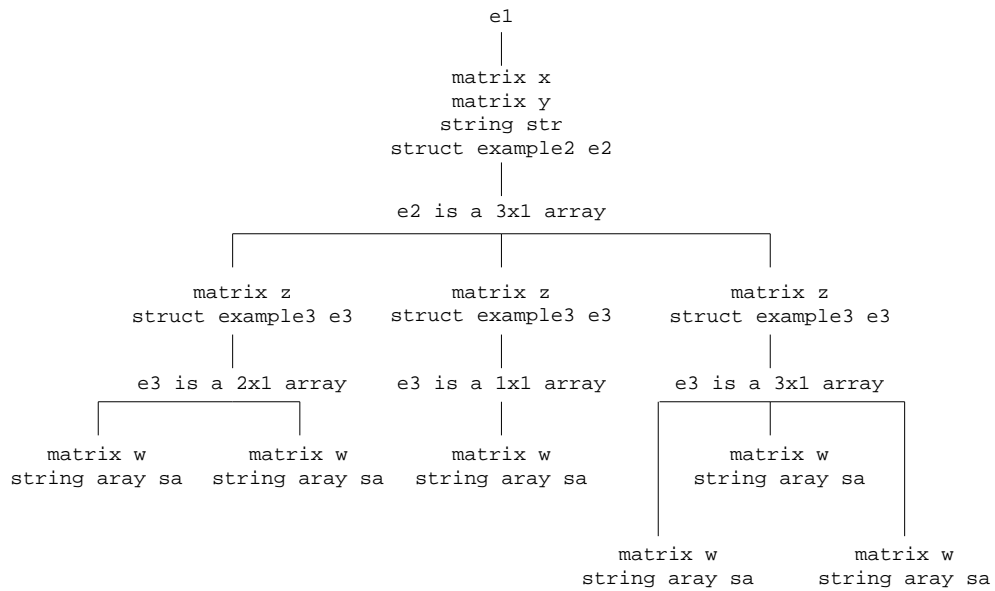 e1
matrix x
matrix y
string str
struct example2 e2
e2 is a 3x1 array
matrix z
struct example3 e3
matrix z
struct example3 e3
matrix z
struct example3 e3
e3 is a 2x1 array
e3 is a 1x1 array
e3 is a 3x1 array
matrix w
string aray sa
matrix w
string aray sa
matrix w
string aray sa
matrix w
string aray sa
matrix w
string aray sa
matrix w
string aray sa